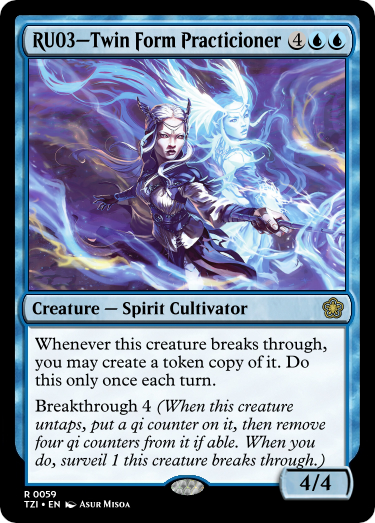 RU03—Twin Form Practicioner 4
Creature — Spirit Cultivator
Whenever this creature breaks through,
you may create a token copy of it. Do
this only once each turn.
Breakthrough 4 (When this creature
untaps, put a qi counter on it, then remove
four qi counters from it if able. When you
do, surveil 1 this creature breaks through.)
4/4
R 0059
TZI • EN Asur Misoa